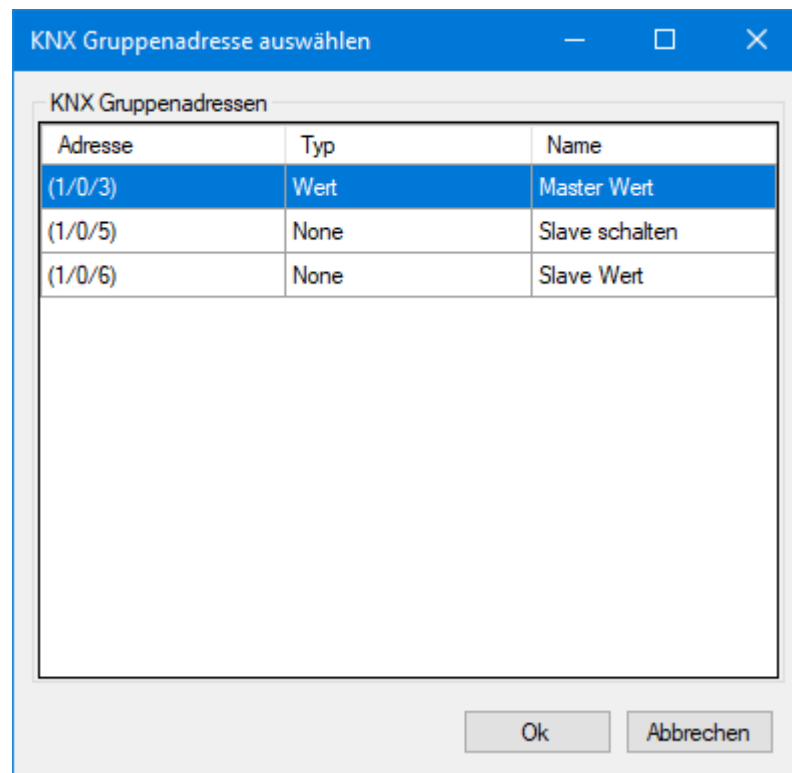 KNX Gruppenadresse auswählen
KNX Gruppenadressen
Adresse Typ Name
(1/0/3) Wert Master Wert
(1/0/5) None Slave schalten
(1/0/6) None Slave Wert
Ok Abbrechen